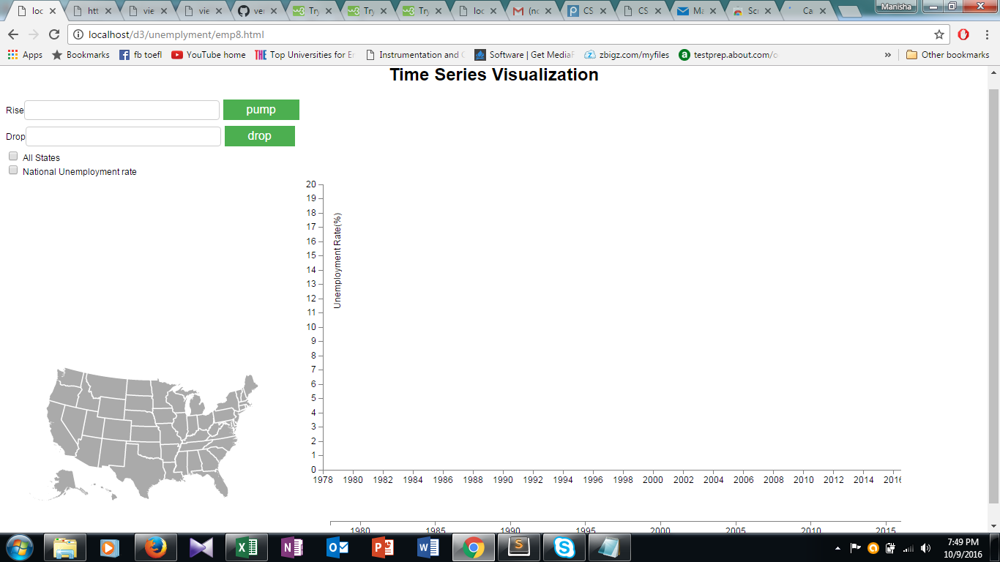 loc
htt
vie
vie
ver
Try
Try
Try
loc
(no
CS
CS
Ma
Scr
Ca
Manisha
localhost/d3/unemplyment/emp8.html
Apps
Bookmarks
fb toefl
YouTube home
THE Top Universities for En
Instrumentation and C
Software | Get MediaF
zbigz.com/myfiles
a testprep.about.com/o
» Other bookmarks
Time Series Visualization
Rise
pump
Drop
drop
All States
National Unemployment rate
20
19
18
17
16
15
14
13
12
11
10
9
8
7
6
5
4
3
2
1
0
Unemployment Rate(%)
1978 1980 1982 1984 1986 1988 1990 1992 1994 1996 1998 2000 2002 2004 2006 2008 2010 2012 2014 2016
1980 1985 1990 1995 2000 2005 2010 2015
7:49 PM
10/9/2016